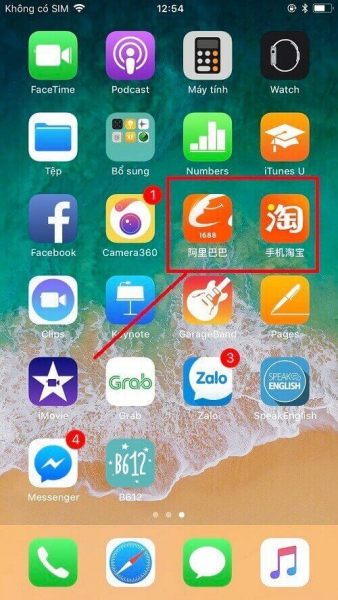 Không có SIM 12:54
FaceTime Podcast Máy tính Watch
Tệp Bổ sung Numbers iTunes U
1
1688 淘
Facebook Camera360 阿里巴巴 手机淘宝
Clips Keynote GarageBand Pages
3
Grab Zalo SPEAK ENGLISH
iMovie Grab Zalo SpeakEnglish
4
B612
Messenger B612